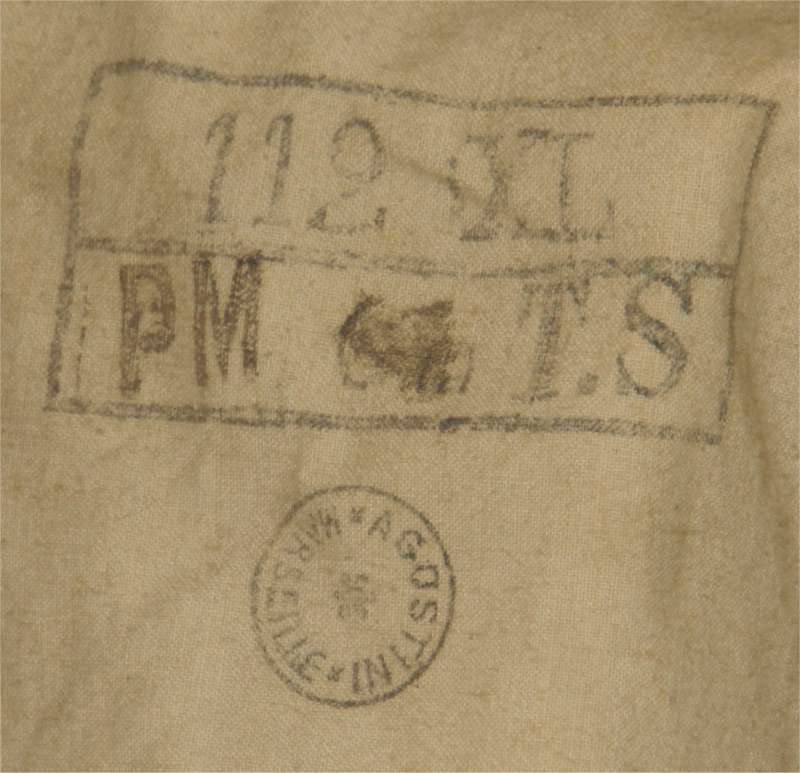 112 XL
PM T.S
AGOSTINI * MARSEILLE *